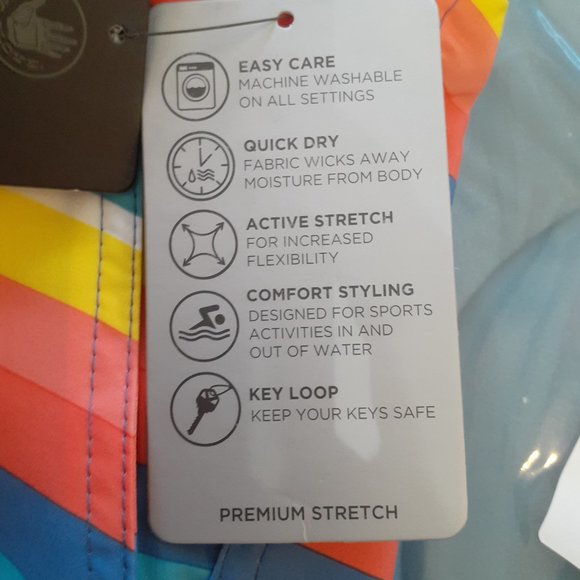 EASY CARE
MACHINE WASHABLE
ON ALL SETTINGS
QUICK DRY
FABRIC WICKS AWAY
MOISTURE FROM BODY
ACTIVE STRETCH
FOR INCREASED
FLEXIBILITY
COMFORT STYLING
DESIGNED FOR SPORTS
ACTIVITIES IN AND
OUT OF WATER
KEY LOOP
KEEP YOUR KEYS SAFE
PREMIUM STRETCH